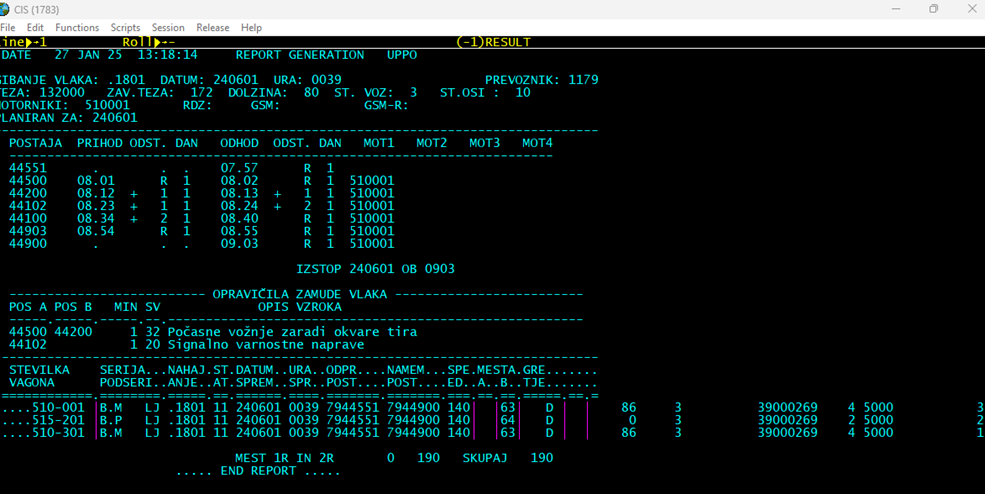 CIS (1783)
File Edit Functions Scripts Session Release Help
ine▶→1 Roll▶→- (-1)RESULT
DATE 27 JAN 25 13:18:14 REPORT GENERATION UPPO
GIBANJE VLAKA: .1801 DATUM: 240601 URA: 0039 PREVOZNIK: 1179
TEZA: 132000 ZAV.TEZA: 172 DOLZINA: 80 ST. VOZ: 3 ST.OSI : 10
MOTORNIKI: 510001 RDZ: GSM: GSM-R:
PLANIRAN ZA: 240601
POSTAJA PRIHOD ODST. DAN ODHOD ODST. DAN MOT1 MOT2 MOT3 MOT4
44551 . . . 07.57 R 1
44500 08.01 R 1 08.02 R 1 510001
44200 08.12 + 1 1 08.13 + 1 1 510001
44102 08.23 + 1 1 08.24 + 2 1 510001
44100 08.34 + 2 1 08.40 R 1 510001
44903 08.54 R 1 08.55 R 1 510001
44900 . . . 09.03 R 1 510001
IZSTOP 240601 OB 0903
-------------------------- OPRAVIČILA ZAMUDE VLAKA -------------------------
POS A POS B MIN SV OPIS VZROKA
44500 44200 1 32 Počasne vožnje zaradi okvare tira
44102 1 20 Signalno varnostne naprave
STEVILKA SERIJA...NAHAJ.ST.DATUM..URA..ODPR....NAMEM...SPE.MESTA.GRE.......
VAGONA PODSERI..ANJE..AT.SPREM..SPR..POST....POST....ED..A..B..TJE.......
....510-001 B.M LJ .1801 11 240601 0039 7944551 7944900 140 63 D 86 3 39000269 4 5000 3
....515-201 B.P LJ .1801 11 240601 0039 7944551 7944900 140 64 D 0 3 39000269 2 5000 2
....510-301 B.M LJ .1801 11 240601 0039 7944551 7944900 140 63 D 86 3 39000269 4 5000 1
MEST 1R IN 2R 0 190 SKUPAJ 190
..... END REPORT .....